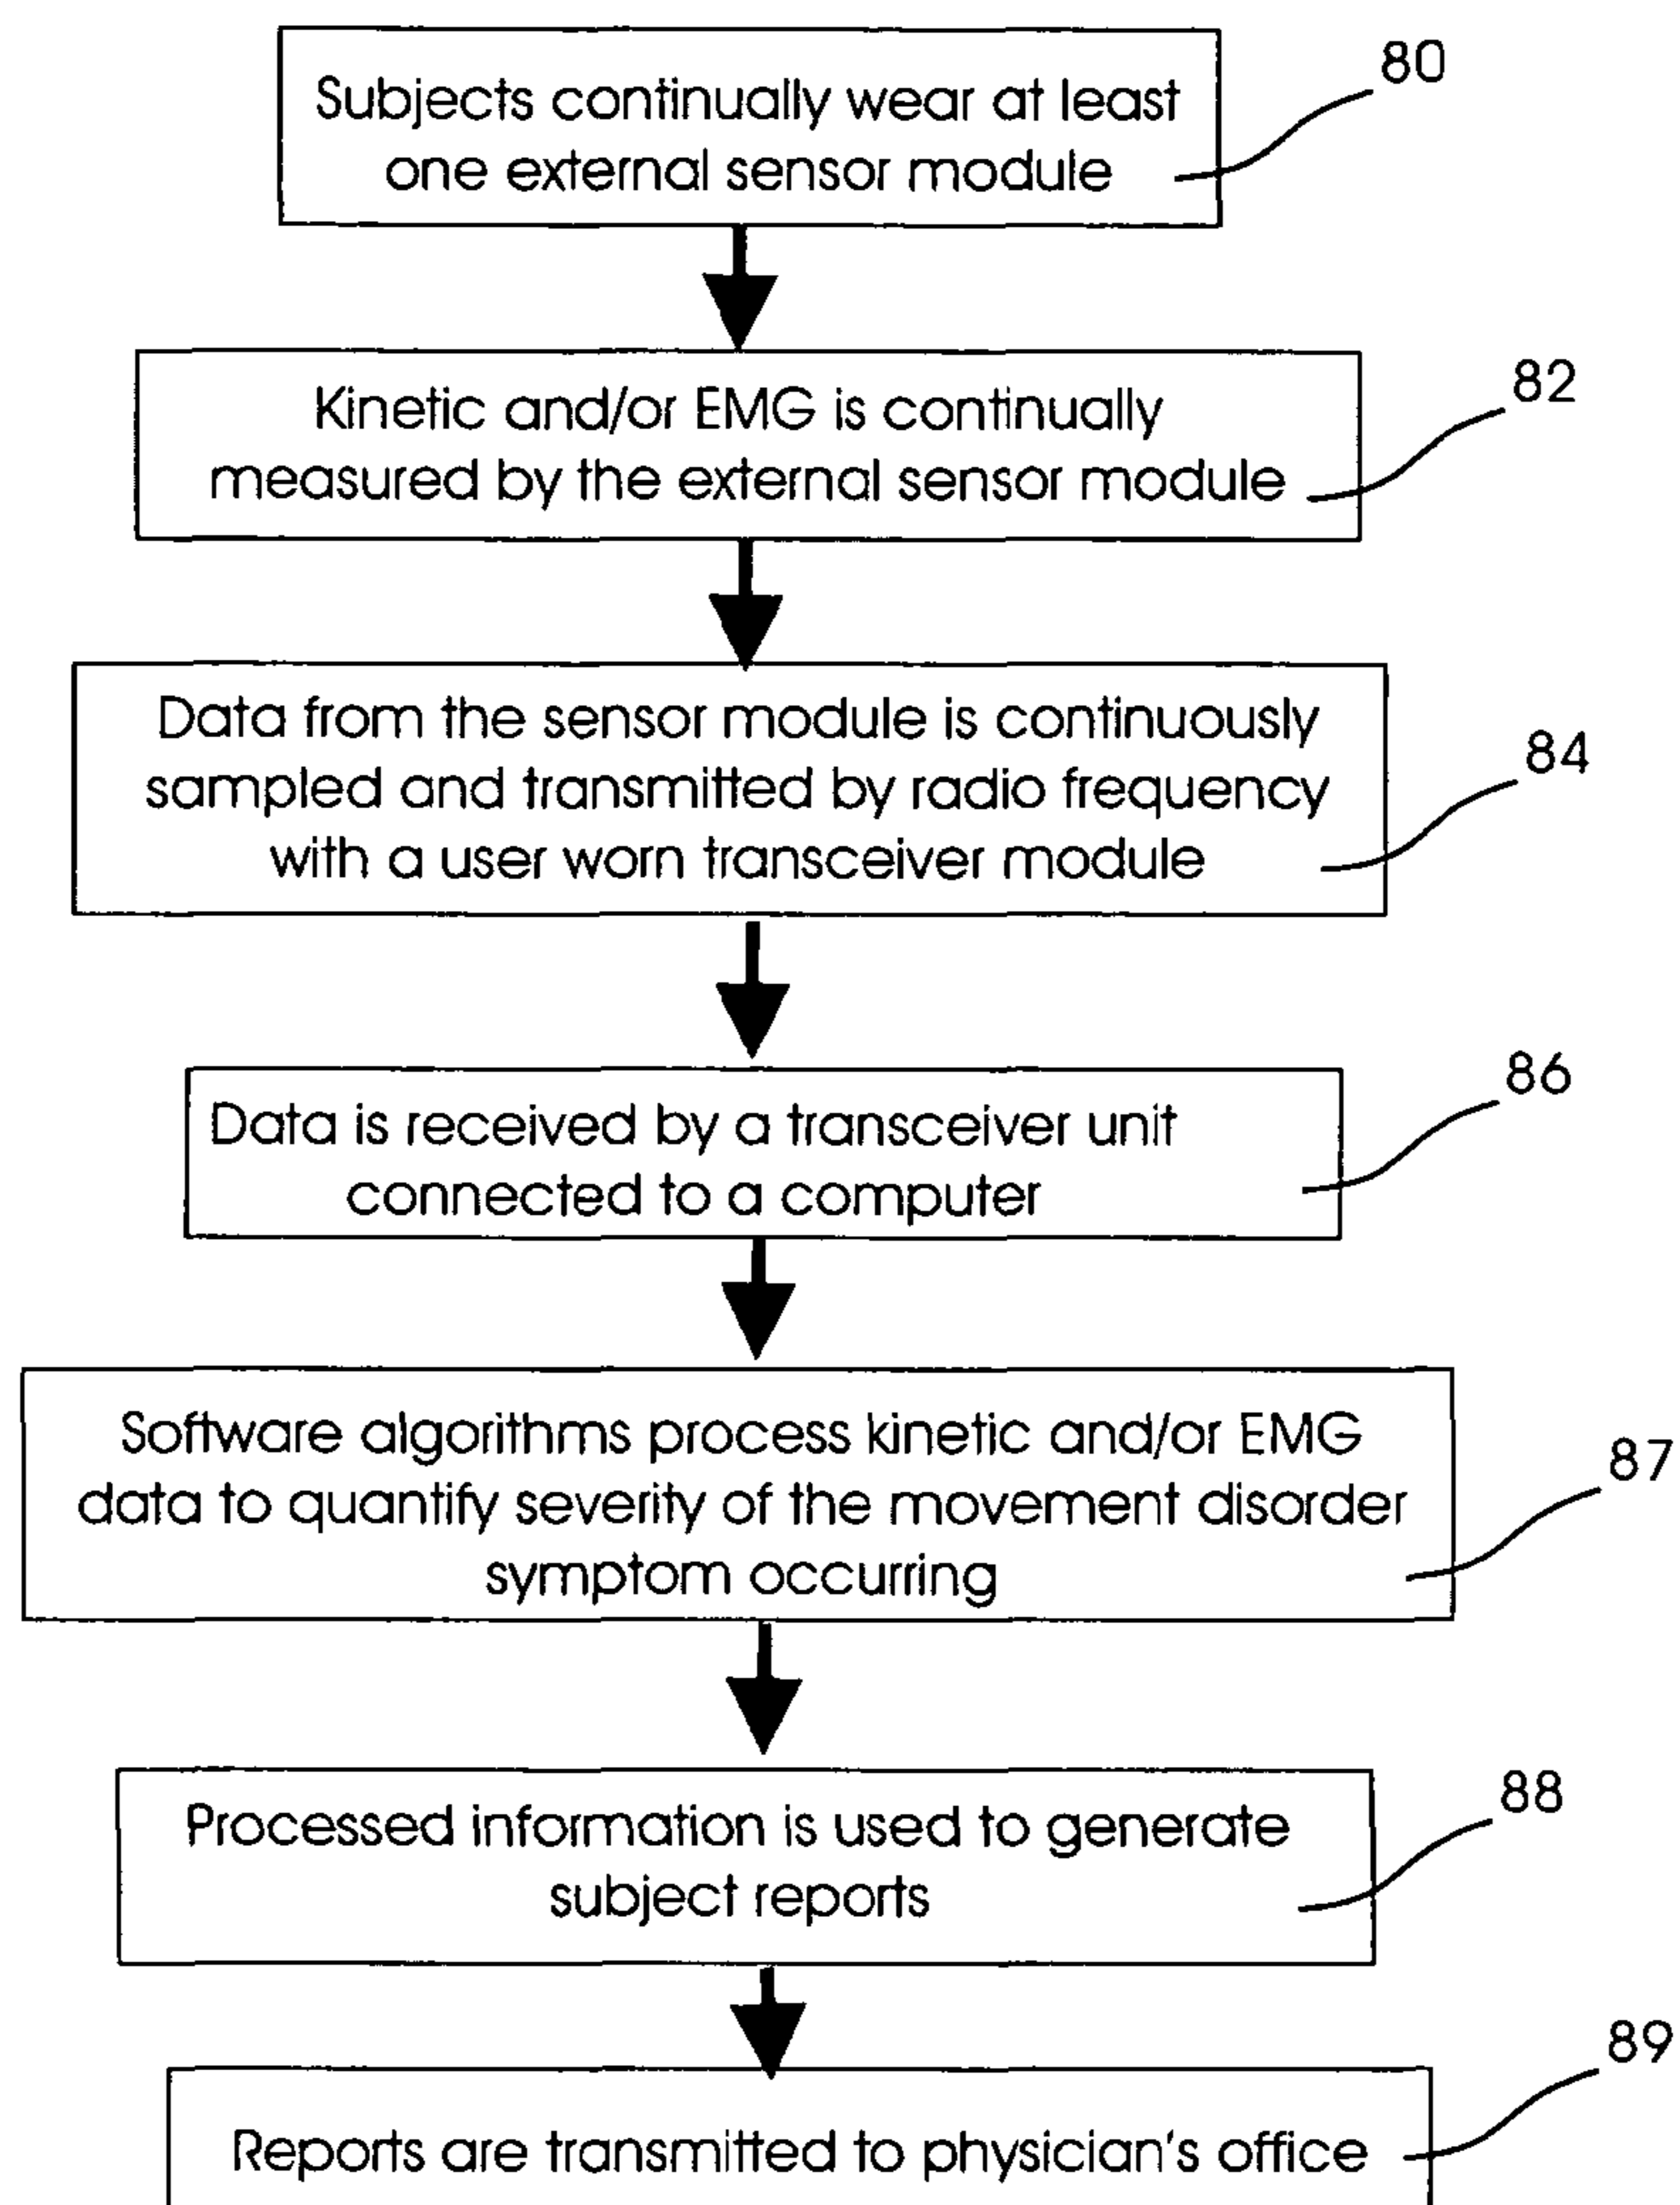 80
Subjects continually wear at least
one external sensor module
82
Kinetic and/or EMG is continually
measured by the external sensor module
84
Data from the sensor module is continuously
sampled and transmitted by radio frequency
with a user worn transceiver module
86
Data is received by a transceiver unit
connected to a computer
87
Software algorithms process kinetic and/or EMG
data to quantify severity of the movement disorder
symptom occurring
88
Processed information is used to generate
subject reports
89
Reports are transmitted to physician's office